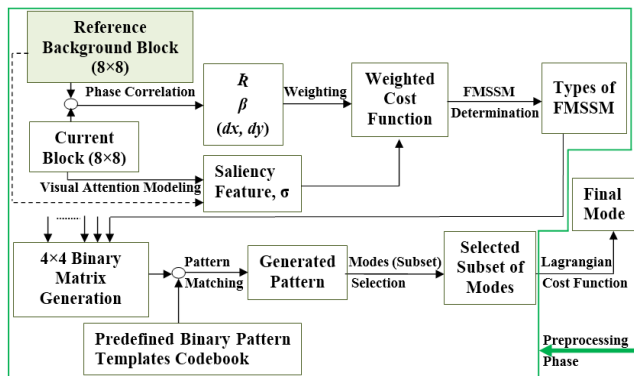 Reference
Background Block
(8×8)
Phase Correlation
Ṙ
β
(dx, dy)
Weighting
Weighted
Cost
Function
FMSSM
Determination
Types of
FMSSM
Current
Block (8×8)
Visual Attention Modeling
Saliency
Feature, σ
Final
Mode
4×4 Binary
Matrix
Generation
Pattern
Matching
Generated
Pattern
Modes (Subset)
Selection
Selected
Subset of
Modes
Lagrangian
Cost Function
Predefined Binary Pattern
Templates Codebook
Preprocessing
Phase